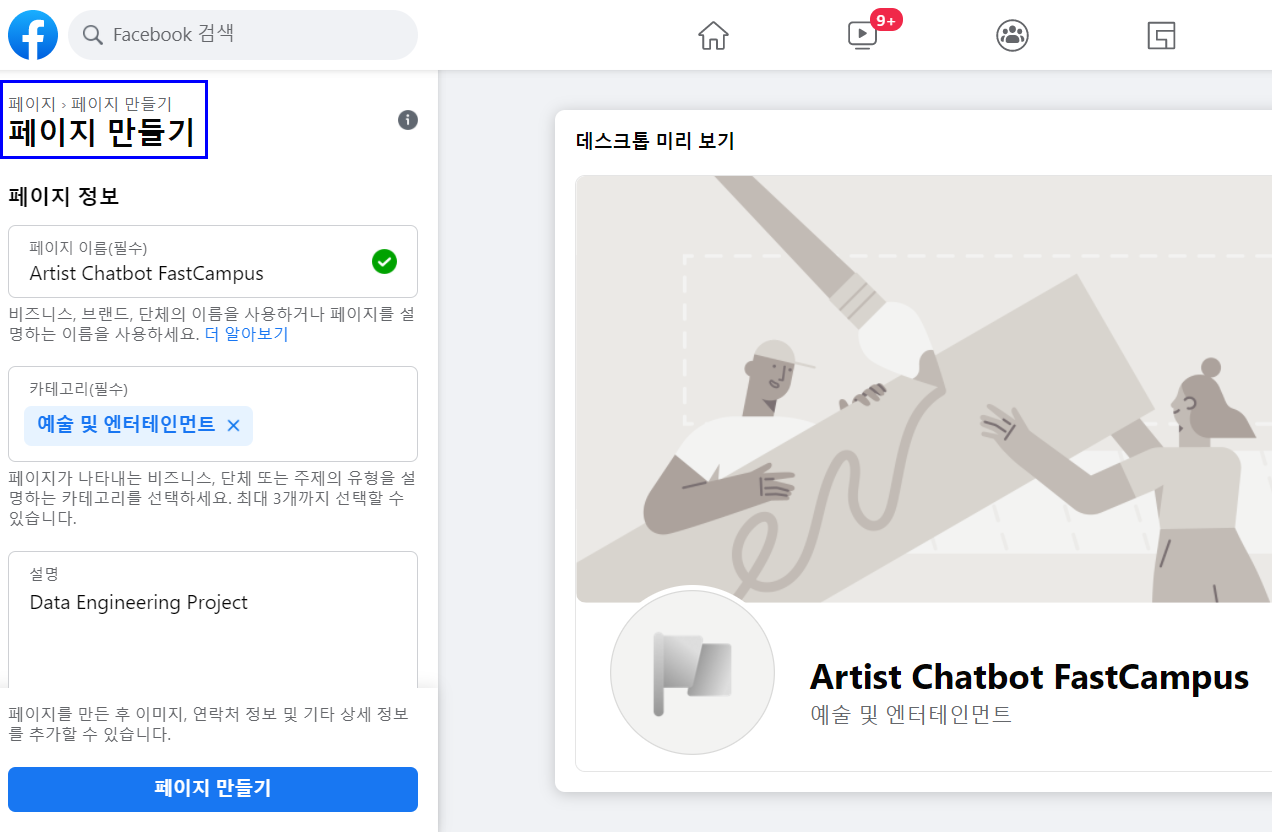 Facebook 검색
9+
페이지 › 페이지 만들기
페이지 만들기
페이지 정보
페이지 이름(필수)
Artist Chatbot FastCampus
비즈니스, 브랜드, 단체의 이름을 사용하거나 페이지를 설
명하는 이름을 사용하세요. 더 알아보기
카테고리(필수)
예술 및 엔터테인먼트
페이지가 나타내는 비즈니스, 단체 또는 주제의 유형을 설
명하는 카테고리를 선택하세요. 최대 3개까지 선택할 수
있습니다.
설명
Data Engineering Project
페이지를 만든 후 이미지, 연락처 정보 및 기타 상세 정보
를 추가할 수 있습니다.
페이지 만들기
데스크톱 미리 보기
Artist Chatbot FastCampus
예술 및 엔터테인먼트